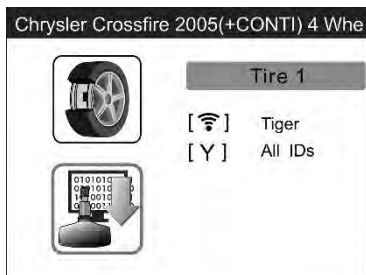 Chrysler Crossfire 2005(+CONTI) 4 Whe
Tire 1
[ ] Tiger
[ Y ] All IDs